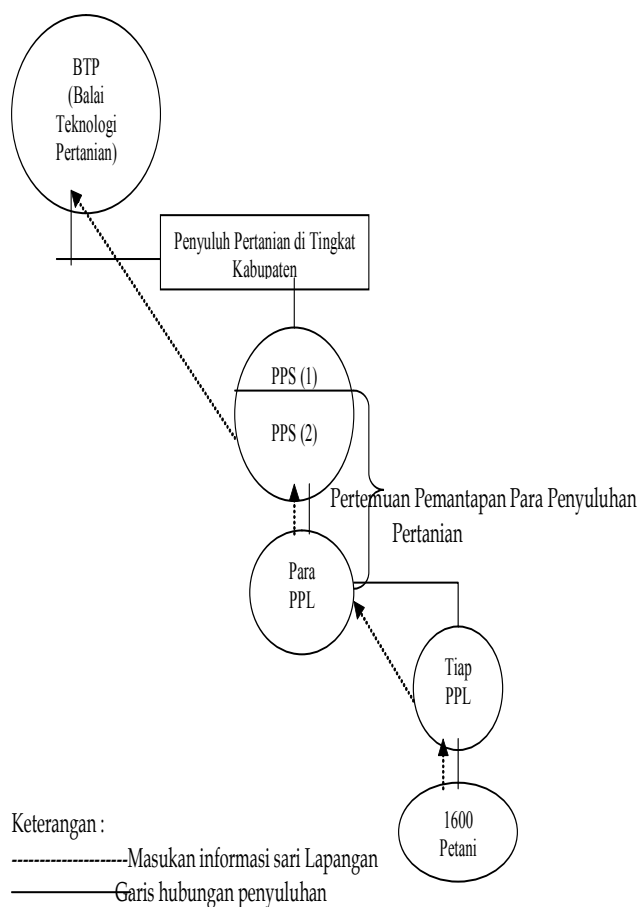 BTP
(Balai
Teknologi
Pertanian)
Penyuluh Pertanian di Tingkat
Kabupaten
PPS (1)
PPS (2)
Pertemuan Pemantapan Para Penyuluhan
Pertanian
Para
PPL
Tiap
PPL
1600
Petani
Keterangan :
Masukan informasi sari Lapangan
Garis hubungan penyuluhan